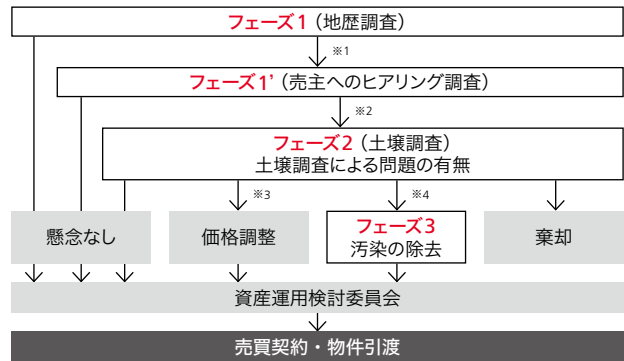 フェーズ1（地歴調査）
※1
フェーズ1’（売主へのヒアリング調査）
※2
フェーズ2（土壌調査）
土壌調査による問題の有無
※3
※4
懸念なし
価格調整
フェーズ3
汚染の除去
棄却
資産運用検討委員会
売買契約・物件引渡